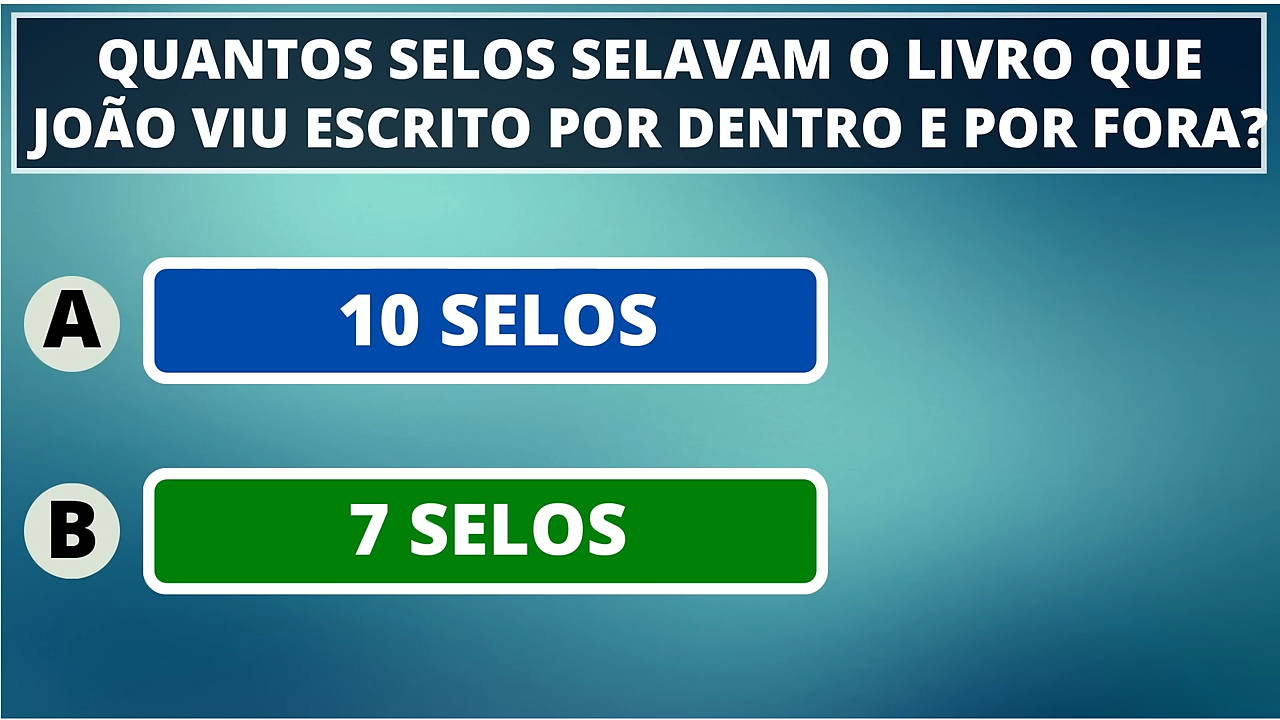 QUANTOS SELOS SELAVAM O LIVRO QUE
JOÃO VIU ESCRITO POR DENTRO E POR FORA?
A
10 SELOS
B
7 SELOS